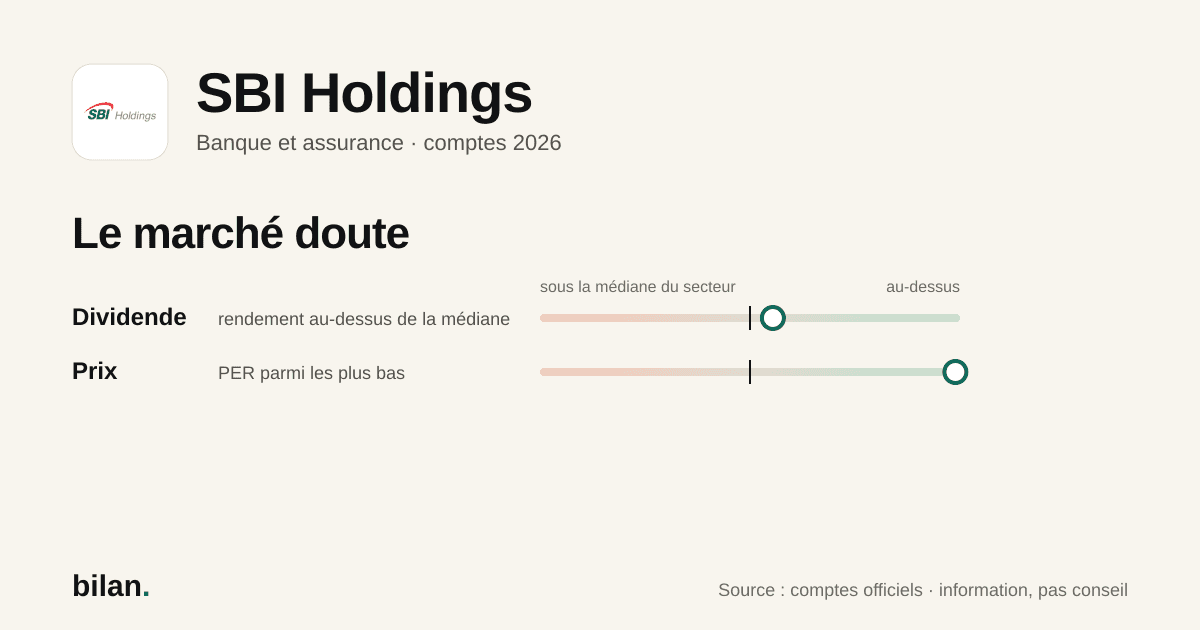 SBI Holdings
SBI Holdings
Banque et assurance · comptes 2026
Le marché doute
sous la médiane du secteur au-dessus
Dividende rendement au-dessus de la médiane
Prix PER parmi les plus bas
bilan.
Source : comptes officiels · information, pas conseil